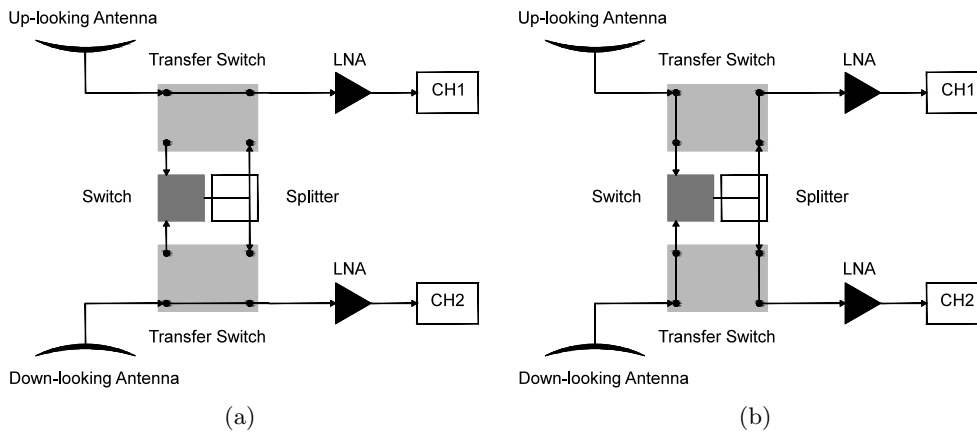 Up-looking Antenna
Transfer Switch
LNA
CH1
Switch
Splitter
LNA
CH2
Transfer Switch
Down-looking Antenna
(a)
Up-looking Antenna
Transfer Switch
LNA
CH1
Switch
Splitter
LNA
CH2
Transfer Switch
Down-looking Antenna
(b)